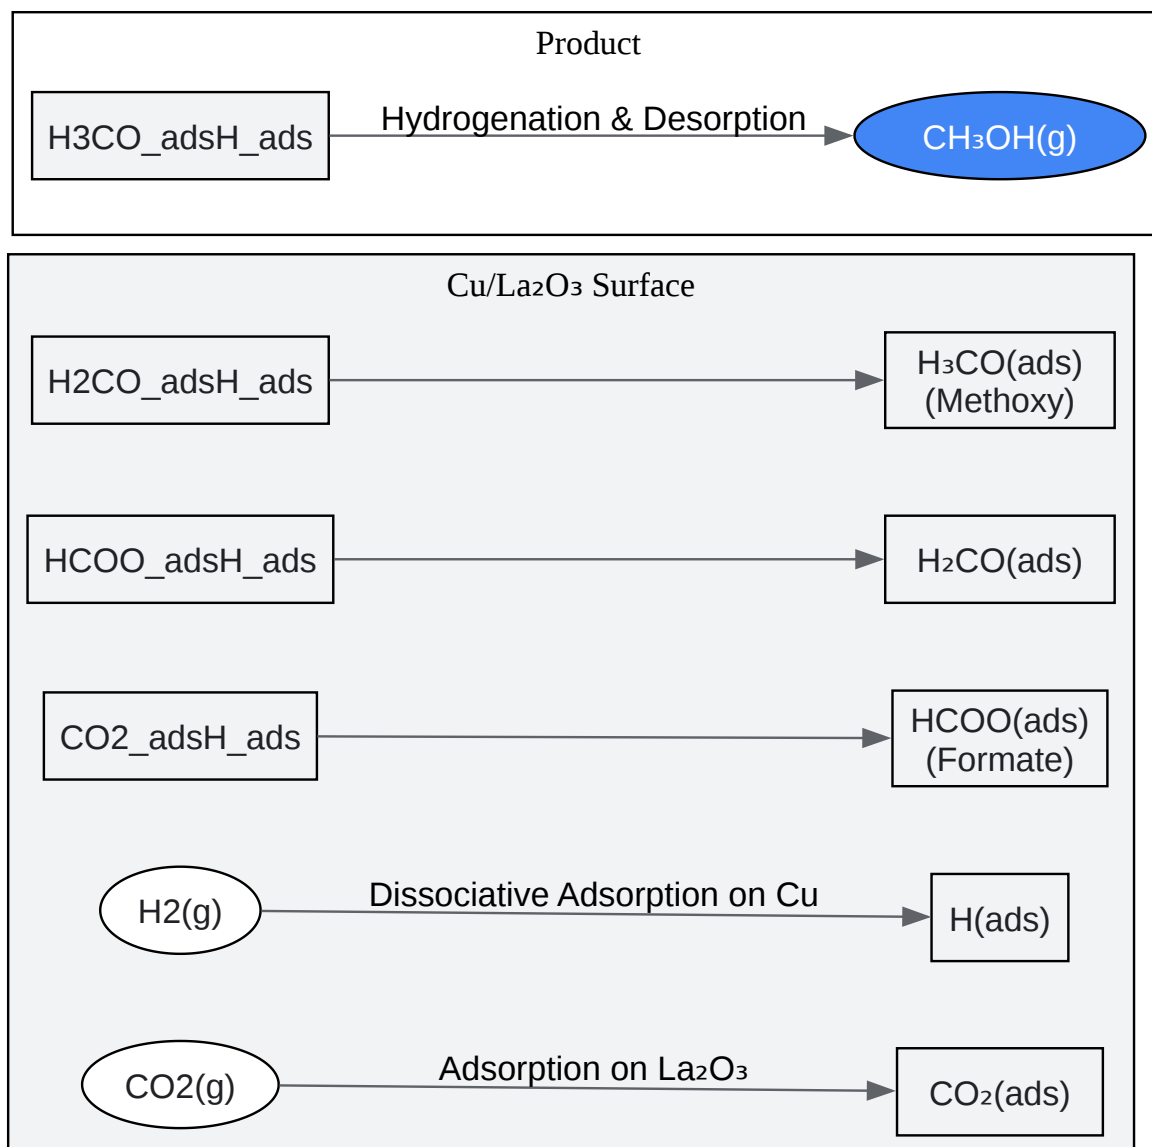 Product
H3CO_adsH_ads
Hydrogenation & Desorption
CH₃OH(g)
Cu/La₂O₃ Surface
H2CO_adsH_ads
H₃CO(ads)
(Methoxy)
HCOO_adsH_ads
H₂CO(ads)
CO2_adsH_ads
HCOO(ads)
(Formate)
H2(g)
Dissociative Adsorption on Cu
H(ads)
CO2(g)
Adsorption on La₂O₃
CO₂(ads)